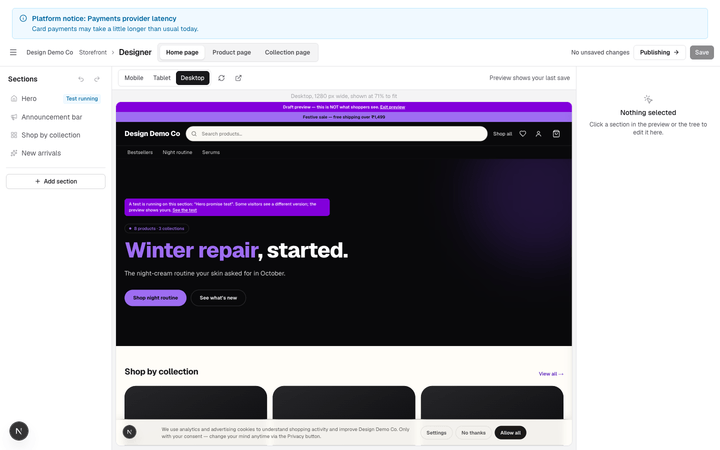 Platform notice: Payments provider latency
Card payments may take a little longer than usual today.
Design Demo Co Storefront > Designer
Home page Product page Collection page
No unsaved changes
Publishing →
Save
Sections
Hero Test running
Announcement bar
Shop by collection
New arrivals
+ Add section
Mobile Tablet Desktop
Preview shows your last save
Desktop, 1280 px wide, shown at 71% to fit
Draft preview — this is NOT what shoppers see. Exit preview
Festive sale — free shipping over ₹1,499
Design Demo Co
Search products…
Shop all
Bestsellers Night routine Serums
A test is running on this section: "Hero promise test". Some visitors see a different version; the
preview shows yours. See the test
8 products · 3 collections
Winter repair, started.
The night-cream routine your skin asked for in October.
Shop night routine
See what's new
Shop by collection
View all →
We use analytics and advertising cookies to understand shopping activity and improve Design Demo Co. Only
with your consent — change your mind anytime via the Privacy button.
Settings
No thanks
Allow all
Nothing selected
Click a section in the preview or the tree to
edit it here.
N
N